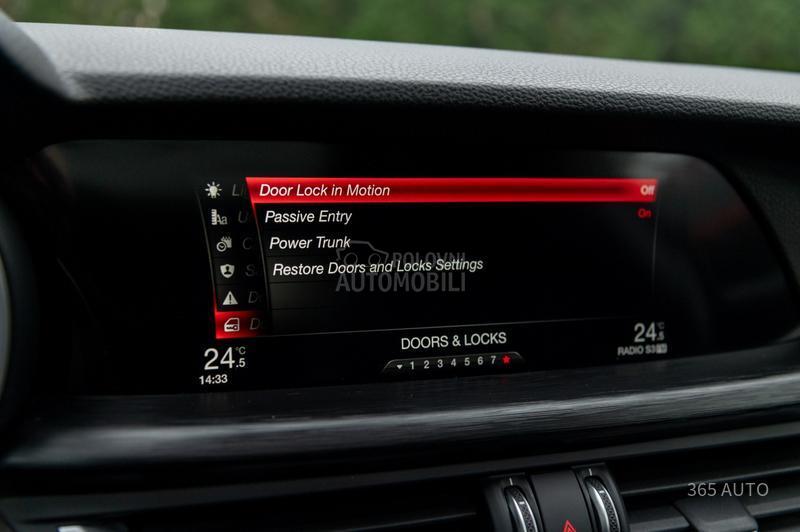 Door Lock in Motion Off
Passive Entry On
Power Trunk
Restore Doors and Locks Settings
POLOVNI
AUTOMOBILI
DOORS & LOCKS
24°C.5
14:33
1 2 3 4 5 6 7
24°C.5
RADIO S3
365 AUTO